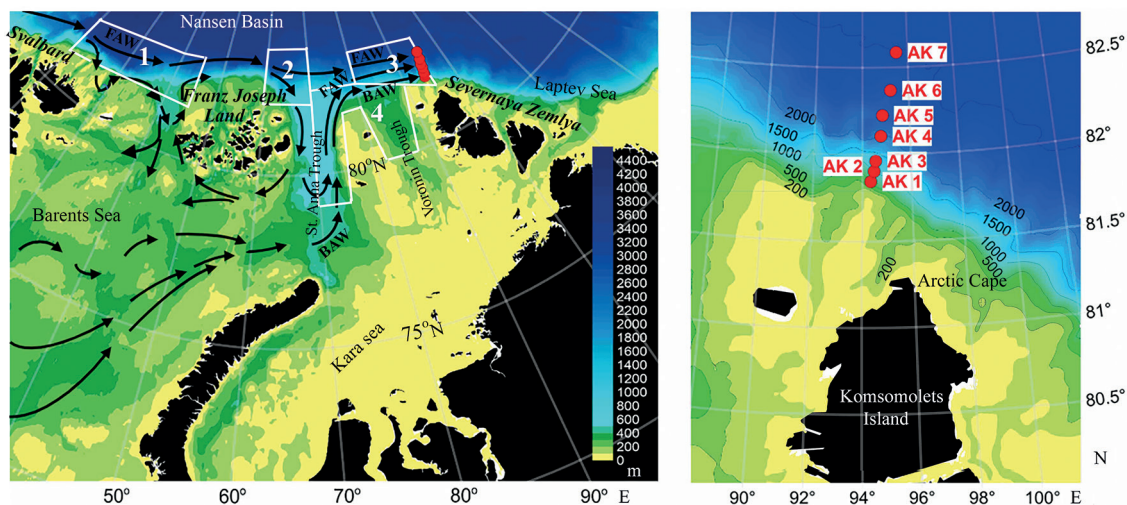 Nansen Basin
Svalbard
FAW
1
2
FAW
3
FAW
BAW
4
Franz Joseph
Land
Severnaya Zemlya
Laptev Sea
St. Anna Trough
Voronin Trough
80°N
Barents Sea
BAW
Kara sea
75°N
4400
4200
4000
3800
3600
3400
3200
3000
2800
2600
2400
2200
2000
1800
1600
1400
1200
1000
800
600
400
200
0
m
50°
60°
70°
80°
90° E
AK 7
AK 6
AK 5
AK 4
AK 3
AK 2
AK 1
2000
1500
1000
500
200
2000
1500
1000
500
200
Arctic Cape
Komsomolets
Island
82.5°
82°
81.5°
81°
80.5°
N
90°
92°
94°
96°
98°
100° E